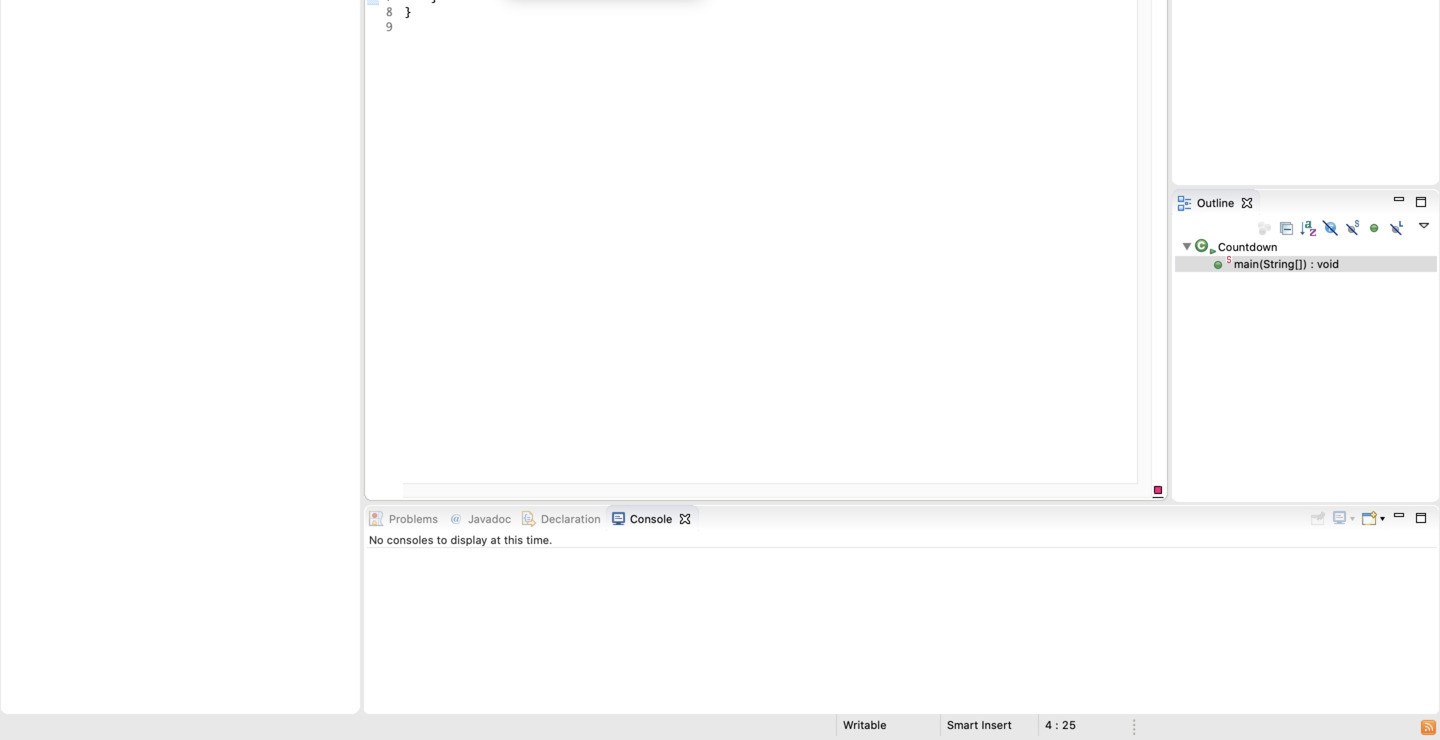 8 }
9
Outline
Countdown
main(String[]) : void
Problems @ Javadoc Declaration Console
No consoles to display at this time.
Writable Smart Insert 4 : 25